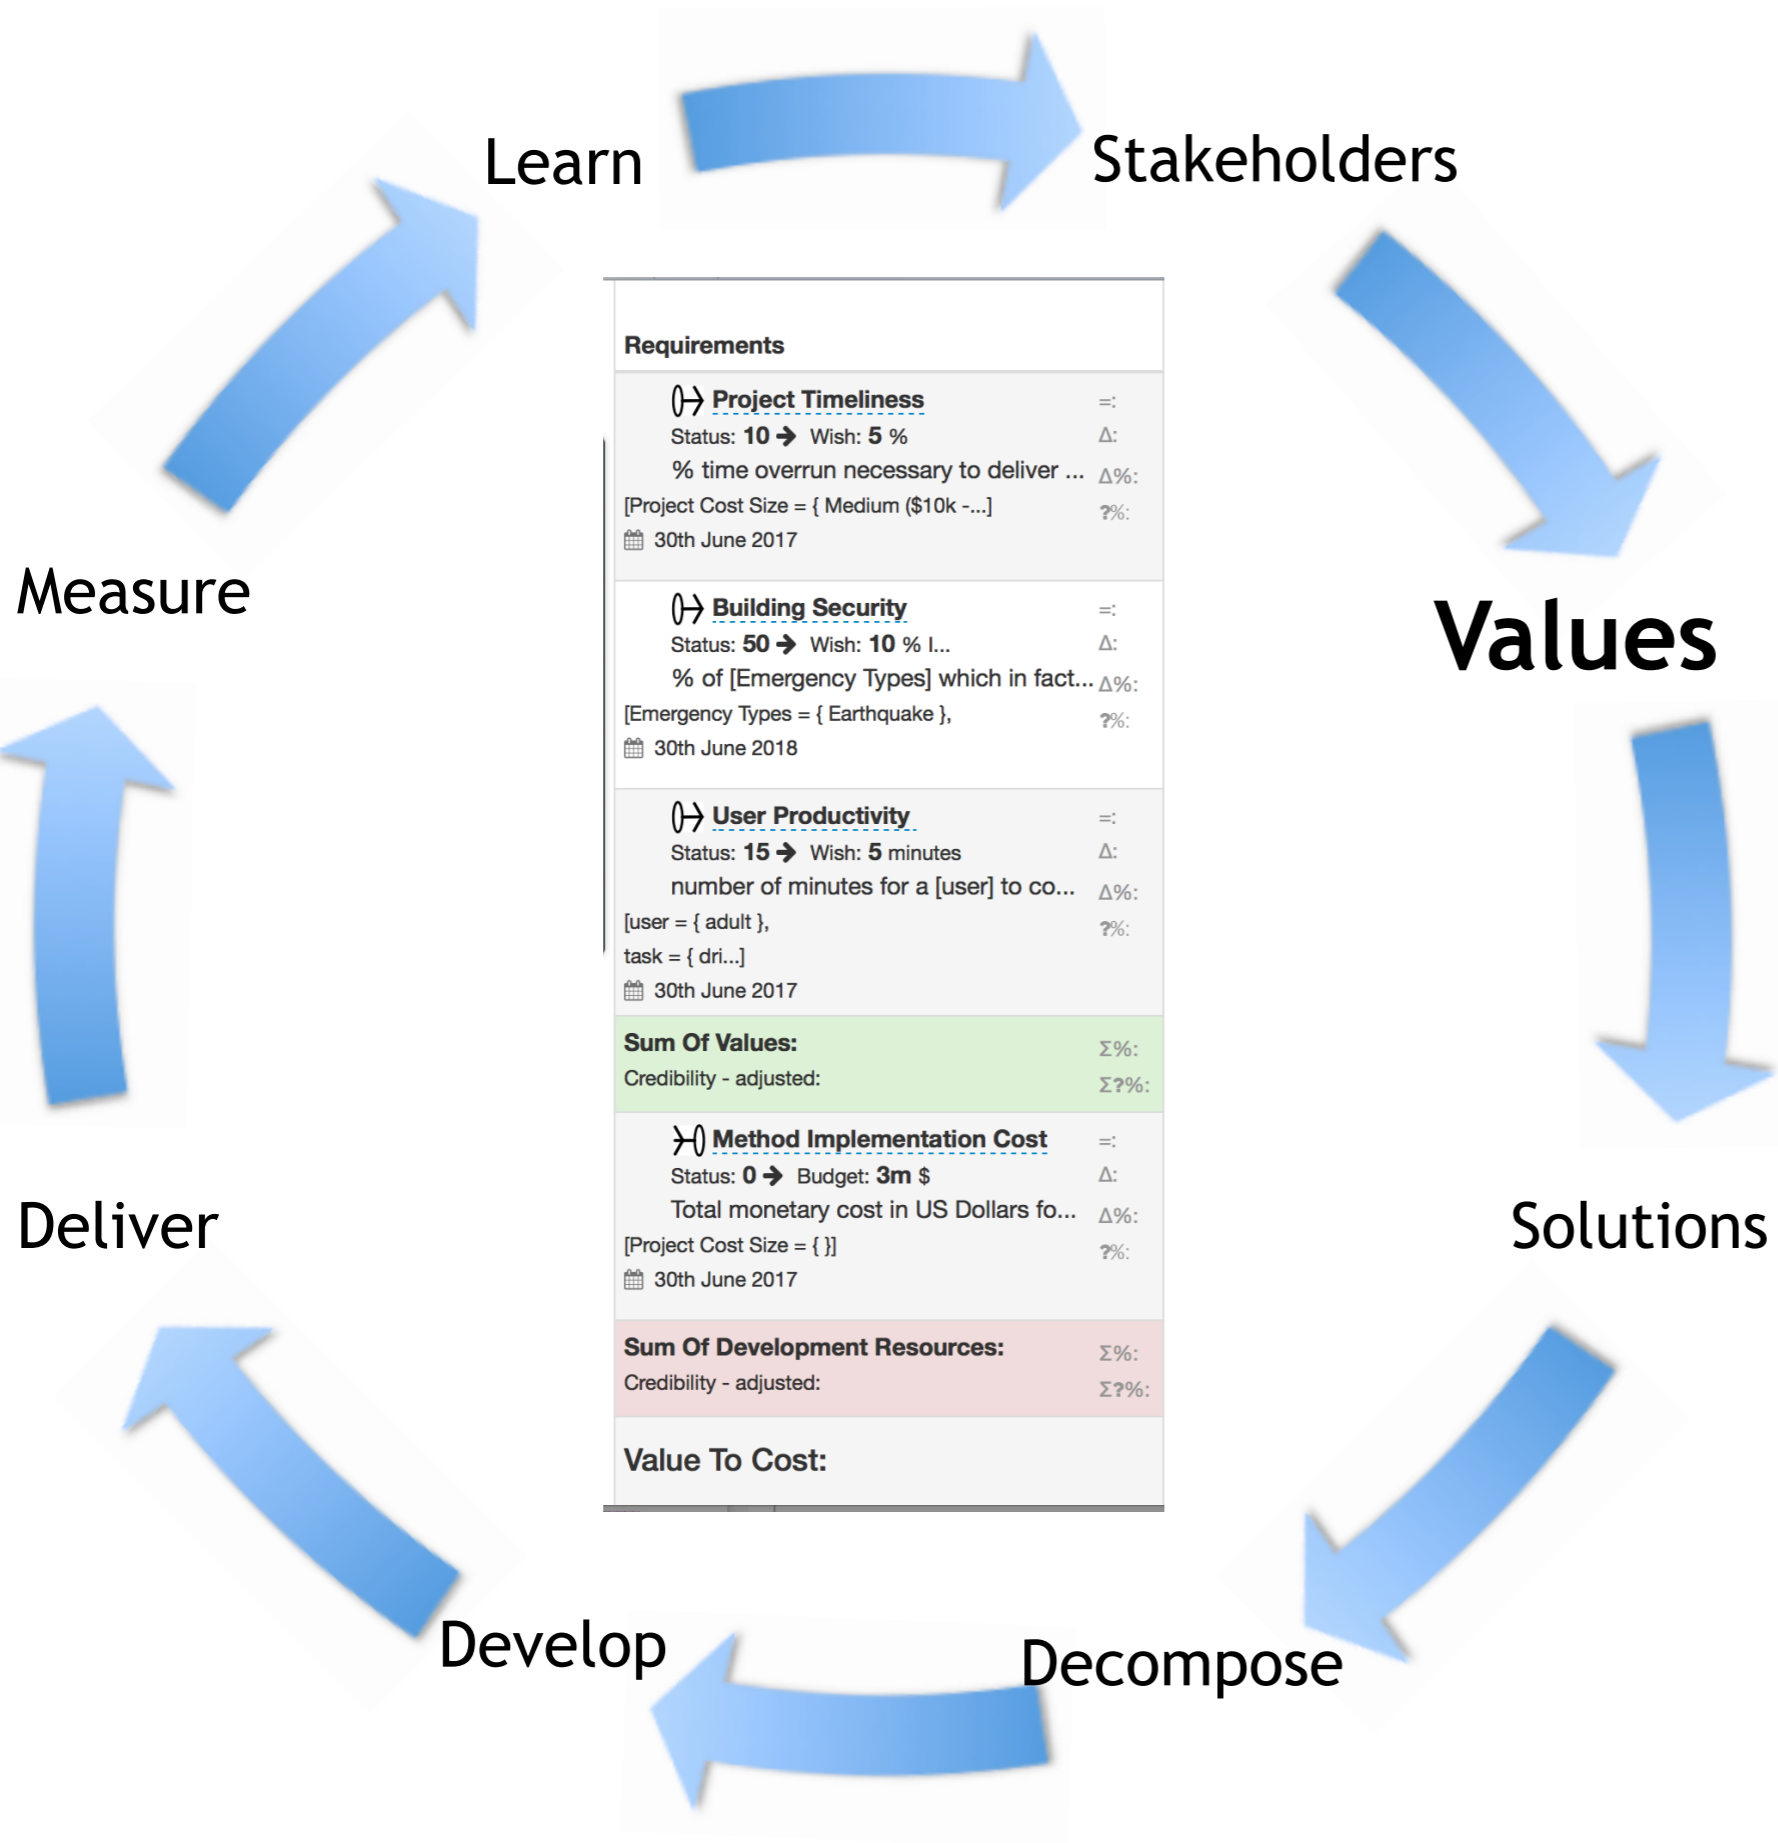 Learn
Stakeholders
Values
Solutions
Decompose
Develop
Deliver
Measure
Requirements
Project Timeliness =:
Status: 10 → Wish: 5 % Δ:
% time overrun necessary to deliver ... Δ%:
[Project Cost Size = { Medium ($10k -...] ?%:
30th June 2017
Building Security =:
Status: 50 → Wish: 10 % I... Δ:
% of [Emergency Types] which in fact... Δ%:
[Emergency Types = { Earthquake }, ?%:
30th June 2018
User Productivity =:
Status: 15 → Wish: 5 minutes Δ:
number of minutes for a [user] to co... Δ%:
[user = { adult }, ?%:
task = { dri...]
30th June 2017
Sum Of Values: Σ%:
Credibility - adjusted: Σ?%:
Method Implementation Cost =:
Status: 0 → Budget: 3m $ Δ:
Total monetary cost in US Dollars fo... Δ%:
[Project Cost Size = { }] ?%:
30th June 2017
Sum Of Development Resources: Σ%:
Credibility - adjusted: Σ?%:
Value To Cost: